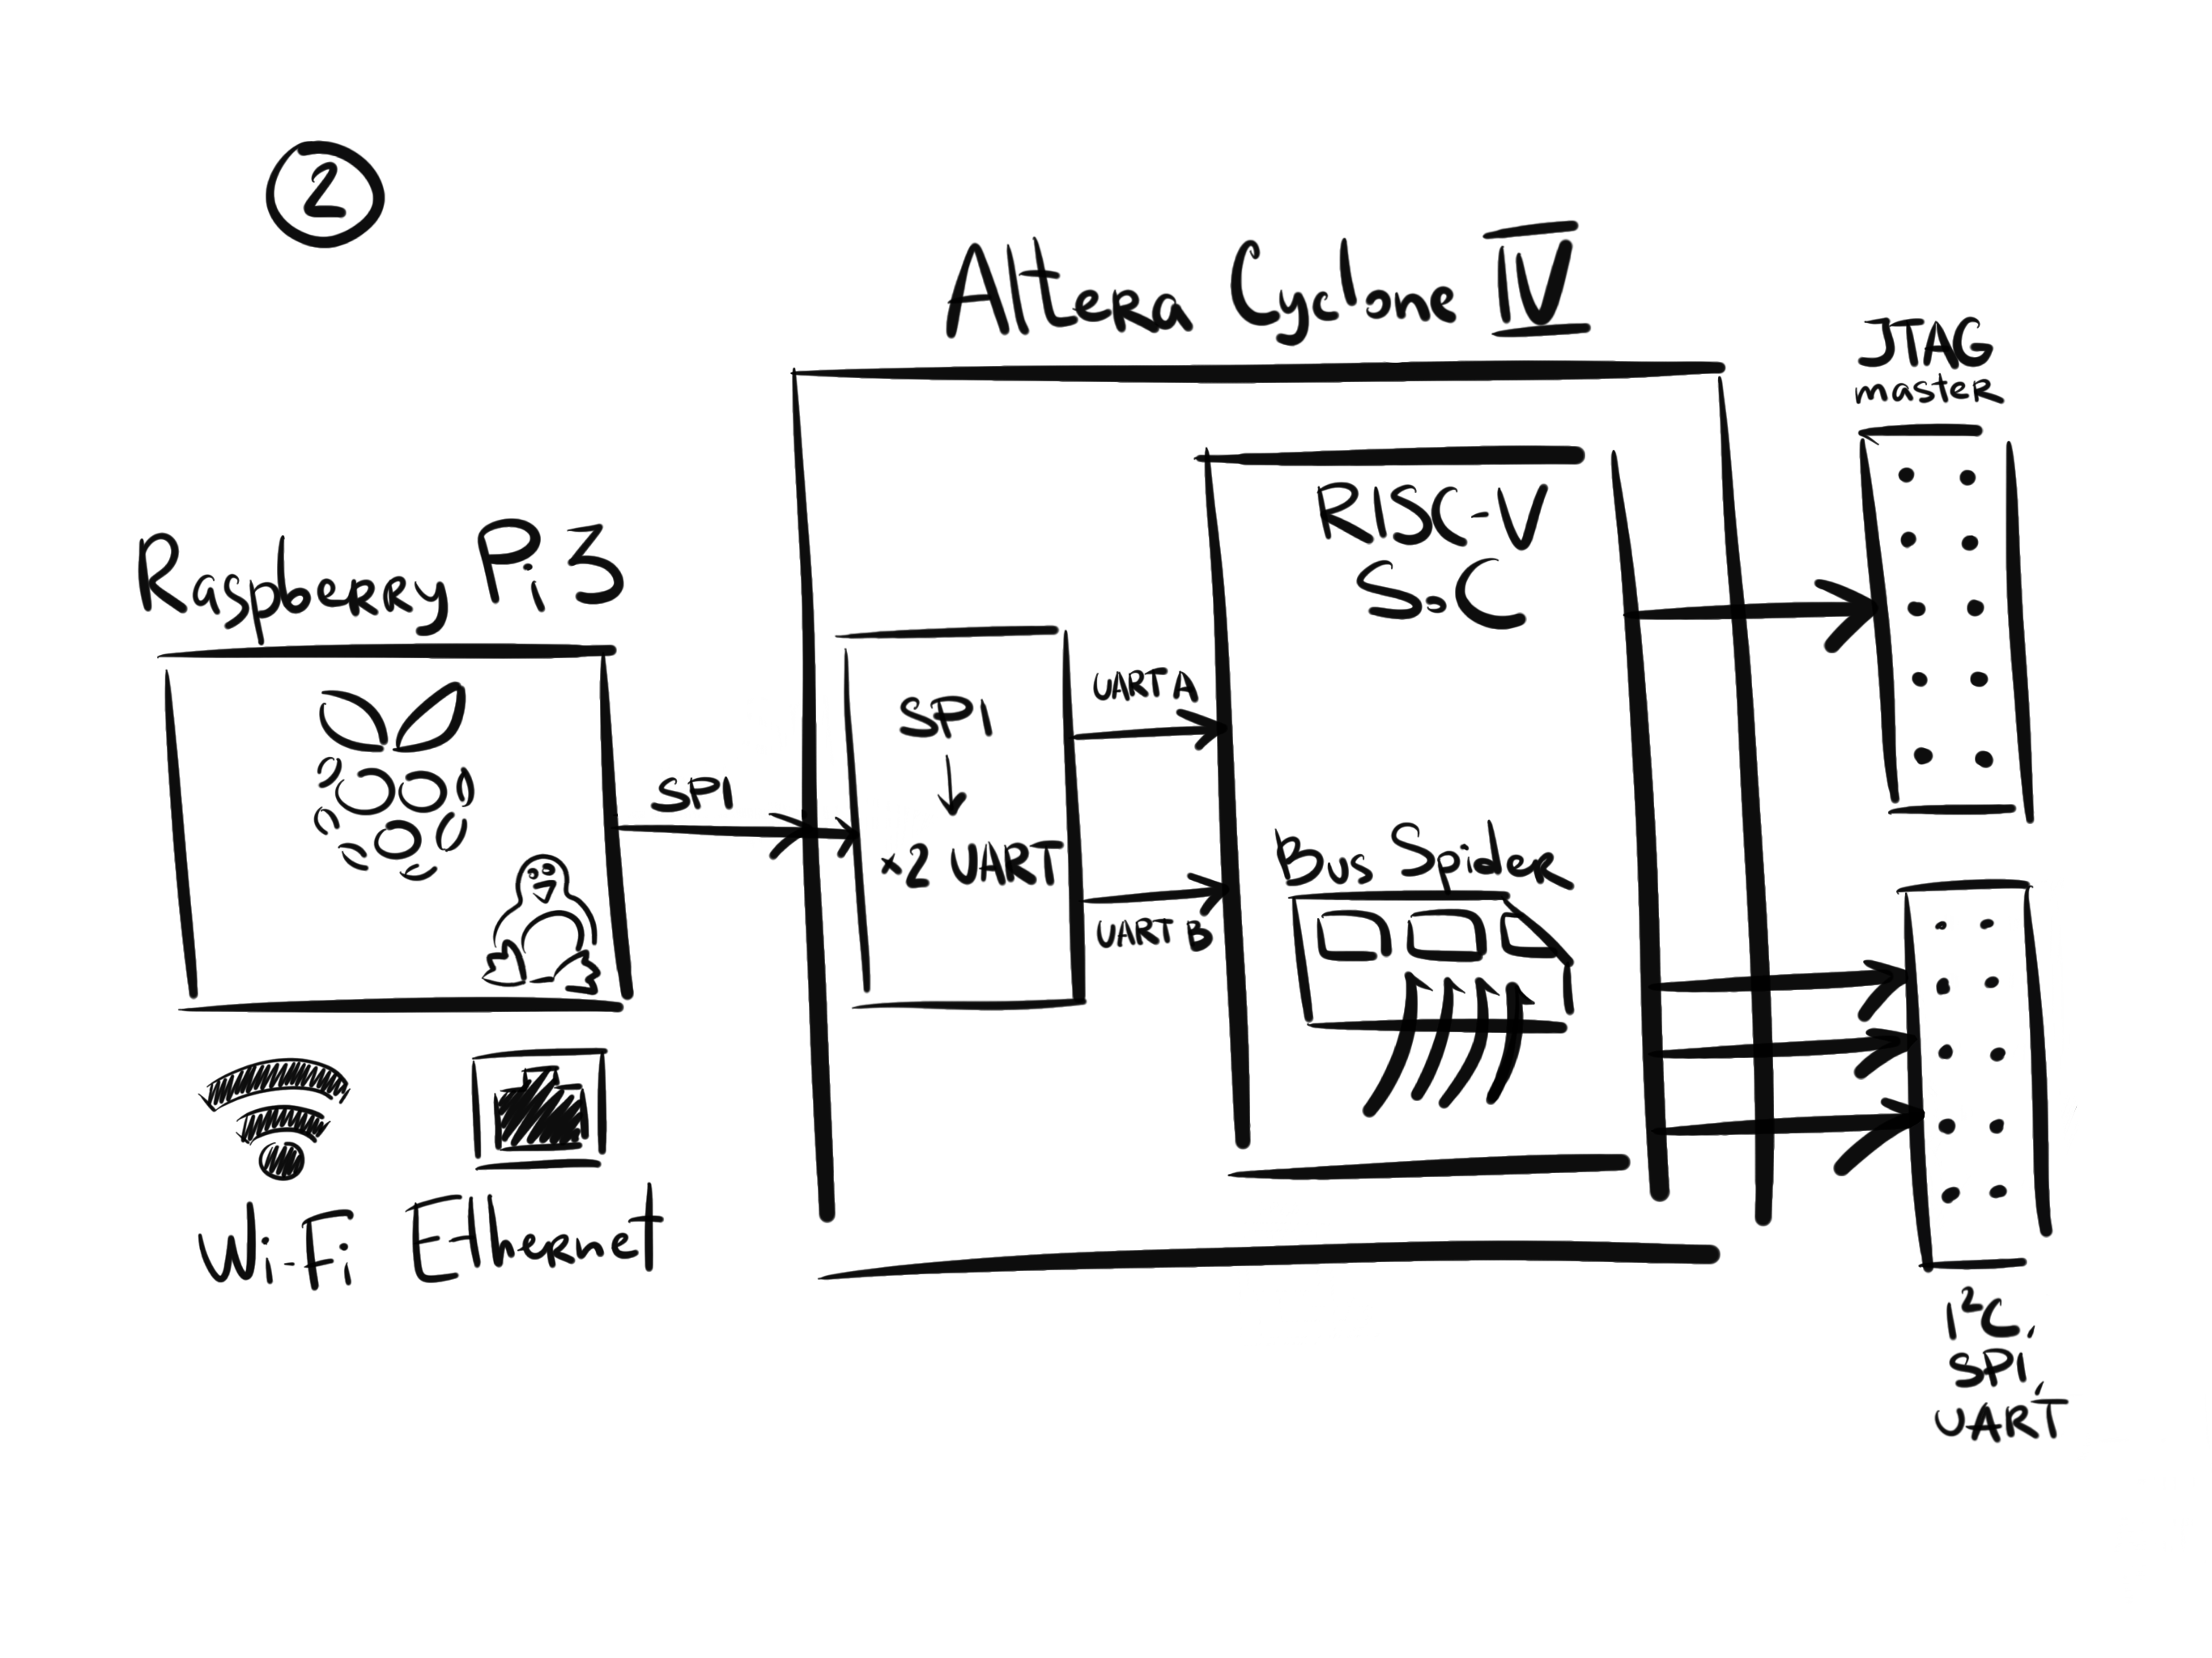 2
Altera Cyclone IV
JTAG
master
RISC-V
SoC
Raspberry Pi 3
UART A
SPI
SPI
×2 UART
Bus Spider
UART B
Wi-Fi
Ethernet
I²C,
SPI,
UART